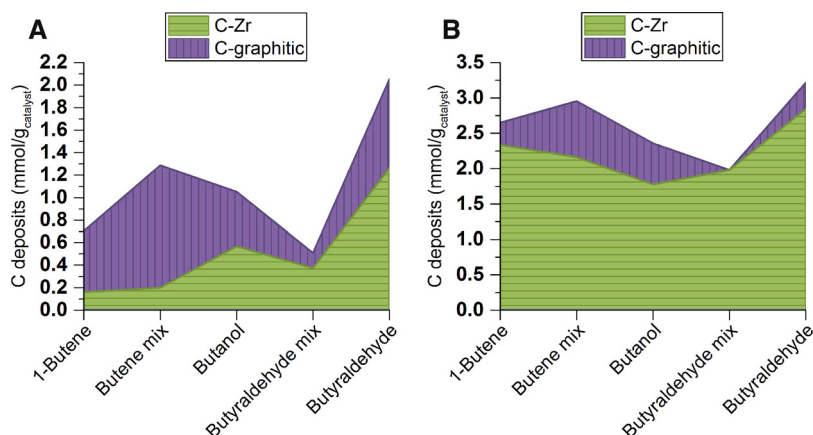 A
C-Zr
C-graphitic
C deposits (mmol/gcatalyst)
2.2
2.0
1.8
1.6
1.4
1.2
1.0
0.8
0.6
0.4
0.2
0.0
1-Butene
Butene mix
Butanol
Butyraldehyde mix
Butyraldehyde
B
C-Zr
C-graphitic
C deposits (mmol/gcatalyst)
3.5
3.0
2.5
2.0
1.5
1.0
0.5
0.0
1-Butene
Butene mix
Butanol
Butyraldehyde mix
Butyraldehyde